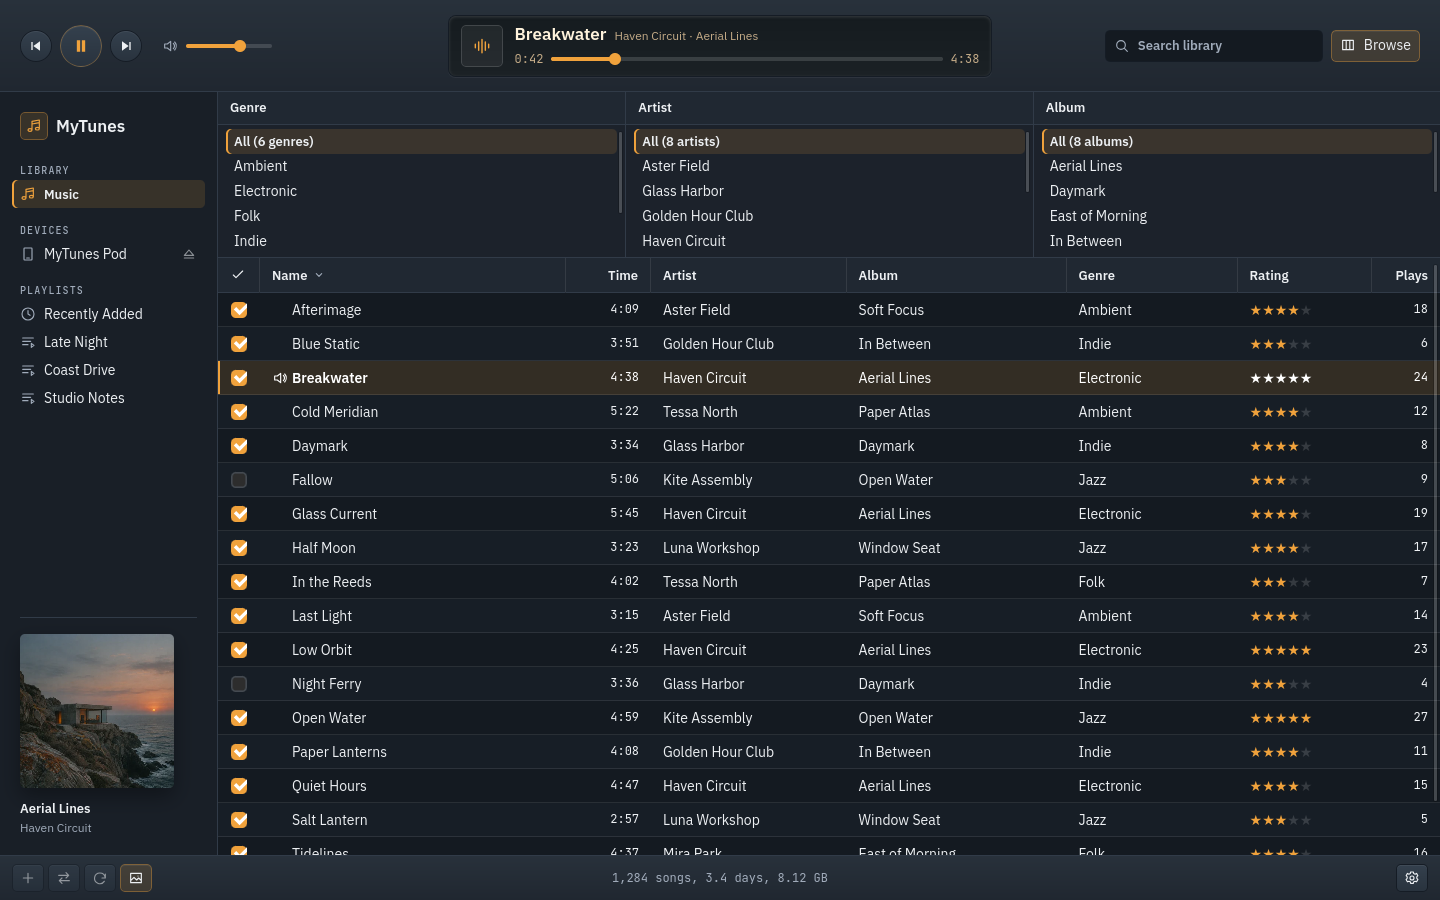 Breakwater Haven Circuit · Aerial Lines
0:42 4:38
Search library
Browse
MyTunes
LIBRARY
Music
DEVICES
MyTunes Pod
PLAYLISTS
Recently Added
Late Night
Coast Drive
Studio Notes
Aerial Lines
Haven Circuit
Genre
All (6 genres)
Ambient
Electronic
Folk
Indie
Artist
All (8 artists)
Aster Field
Glass Harbor
Golden Hour Club
Haven Circuit
Album
All (8 albums)
Aerial Lines
Daymark
East of Morning
In Between
Name Time Artist Album Genre Rating Plays
Afterimage 4:09 Aster Field Soft Focus Ambient ★★★★★ 18
Blue Static 3:51 Golden Hour Club In Between Indie ★★★★★ 6
Breakwater 4:38 Haven Circuit Aerial Lines Electronic ★★★★★ 24
Cold Meridian 5:22 Tessa North Paper Atlas Ambient ★★★★★ 12
Daymark 3:34 Glass Harbor Daymark Indie ★★★★★ 8
Fallow 5:06 Kite Assembly Open Water Jazz ★★★★★ 9
Glass Current 5:45 Haven Circuit Aerial Lines Electronic ★★★★★ 19
Half Moon 3:23 Luna Workshop Window Seat Jazz ★★★★★ 17
In the Reeds 4:02 Tessa North Paper Atlas Folk ★★★★★ 7
Last Light 3:15 Aster Field Soft Focus Ambient ★★★★★ 14
Low Orbit 4:25 Haven Circuit Aerial Lines Electronic ★★★★★ 23
Night Ferry 3:36 Glass Harbor Daymark Indie ★★★★★ 4
Open Water 4:59 Kite Assembly Open Water Jazz ★★★★★ 27
Paper Lanterns 4:08 Golden Hour Club In Between Indie ★★★★★ 11
Quiet Hours 4:47 Haven Circuit Aerial Lines Electronic ★★★★★ 15
Salt Lantern 2:57 Luna Workshop Window Seat Jazz ★★★★★ 5
Tidelines 4:37 Mira Park East of Morning Folk ★★★★★ 16
1,284 songs, 3.4 days, 8.12 GB